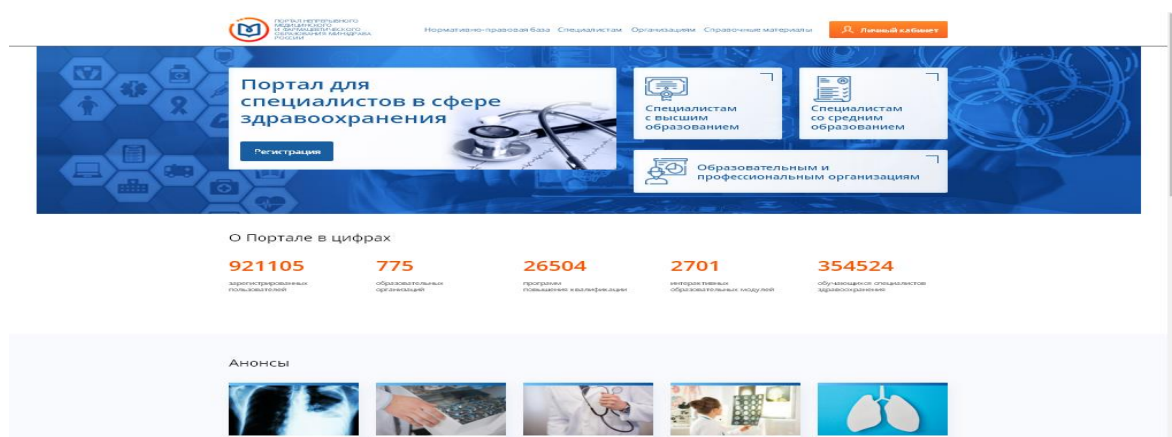 ПОРТАЛ НЕПРЕРЫВНОГО
МЕДИЦИНСКОГО
И ФАРМАЦЕВТИЧЕСКОГО
ОБРАЗОВАНИЯ МИНЗДРАВА
РОССИИ
Нормативно-правовая база Специалистам Организациям Справочные материалы Личный кабинет
Портал для
специалистов в сфере
здравоохранения
Регистрация
Специалистам
с высшим
образованием
Специалистам
со средним
образованием
Образовательным и
профессиональным организациям
О Портале в цифрах
921105
зарегистрированных
пользователей
775
образовательных
организаций
26504
программ
повышения квалификации
2701
интерактивных
образовательных модулей
354524
обучающихся специалистов
здравоохранения
Анонсы